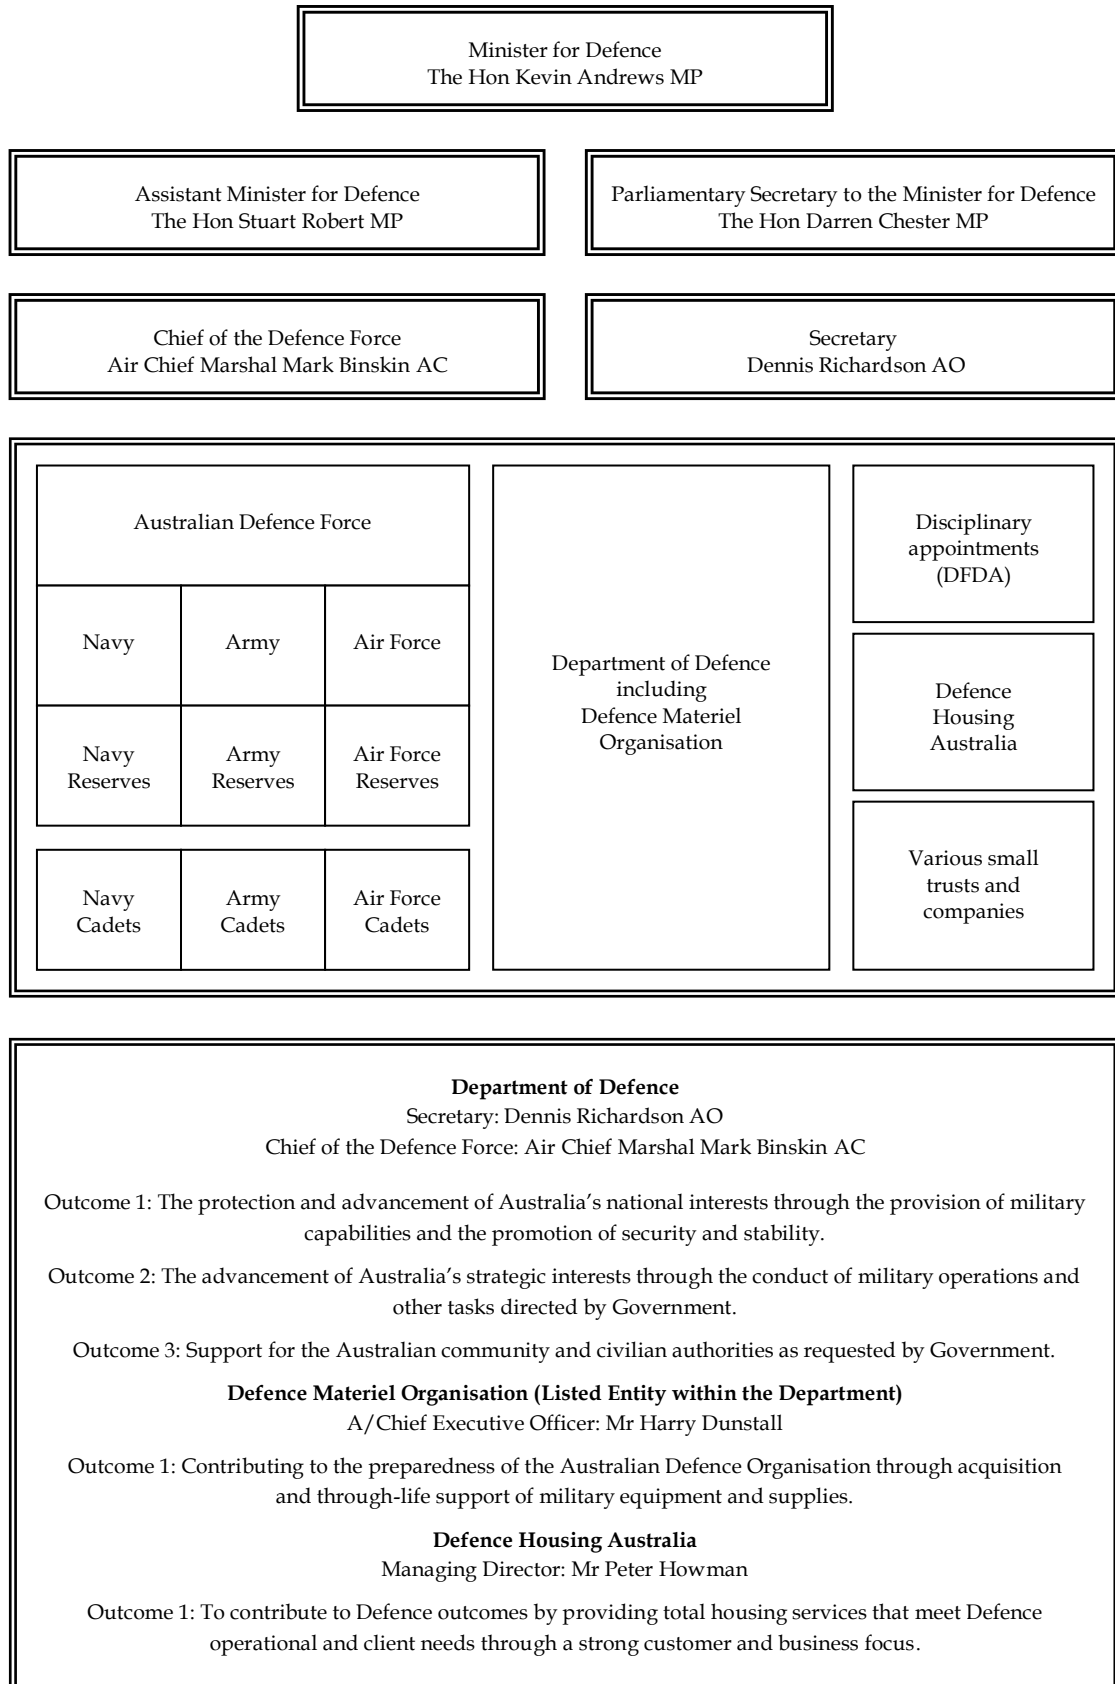 Minister for Defence
The Hon Kevin Andrews MP
Assistant Minister for Defence
The Hon Stuart Robert MP
Parliamentary Secretary to the Minister for Defence
The Hon Darren Chester MP
Chief of the Defence Force
Air Chief Marshal Mark Binskin AC
Secretary
Dennis Richardson AO
Australian Defence Force
Navy
Army
Air Force
Navy
Reserves
Army
Reserves
Air Force
Reserves
Navy
Cadets
Army
Cadets
Air Force
Cadets
Department of Defence
including
Defence Materiel
Organisation
Disciplinary
appointments
(DFDA)
Defence
Housing
Australia
Various small
trusts and
companies
Department of Defence
Secretary: Dennis Richardson AO
Chief of the Defence Force: Air Chief Marshal Mark Binskin AC
Outcome 1: The protection and advancement of Australia’s national interests through the provision of military
capabilities and the promotion of security and stability.
Outcome 2: The advancement of Australia’s strategic interests through the conduct of military operations and
other tasks directed by Government.
Outcome 3: Support for the Australian community and civilian authorities as requested by Government.
Defence Materiel Organisation (Listed Entity within the Department)
A/Chief Executive Officer: Mr Harry Dunstall
Outcome 1: Contributing to the preparedness of the Australian Defence Organisation through acquisition
and through-life support of military equipment and supplies.
Defence Housing Australia
Managing Director: Mr Peter Howman
Outcome 1: To contribute to Defence outcomes by providing total housing services that meet Defence
operational and client needs through a strong customer and business focus.